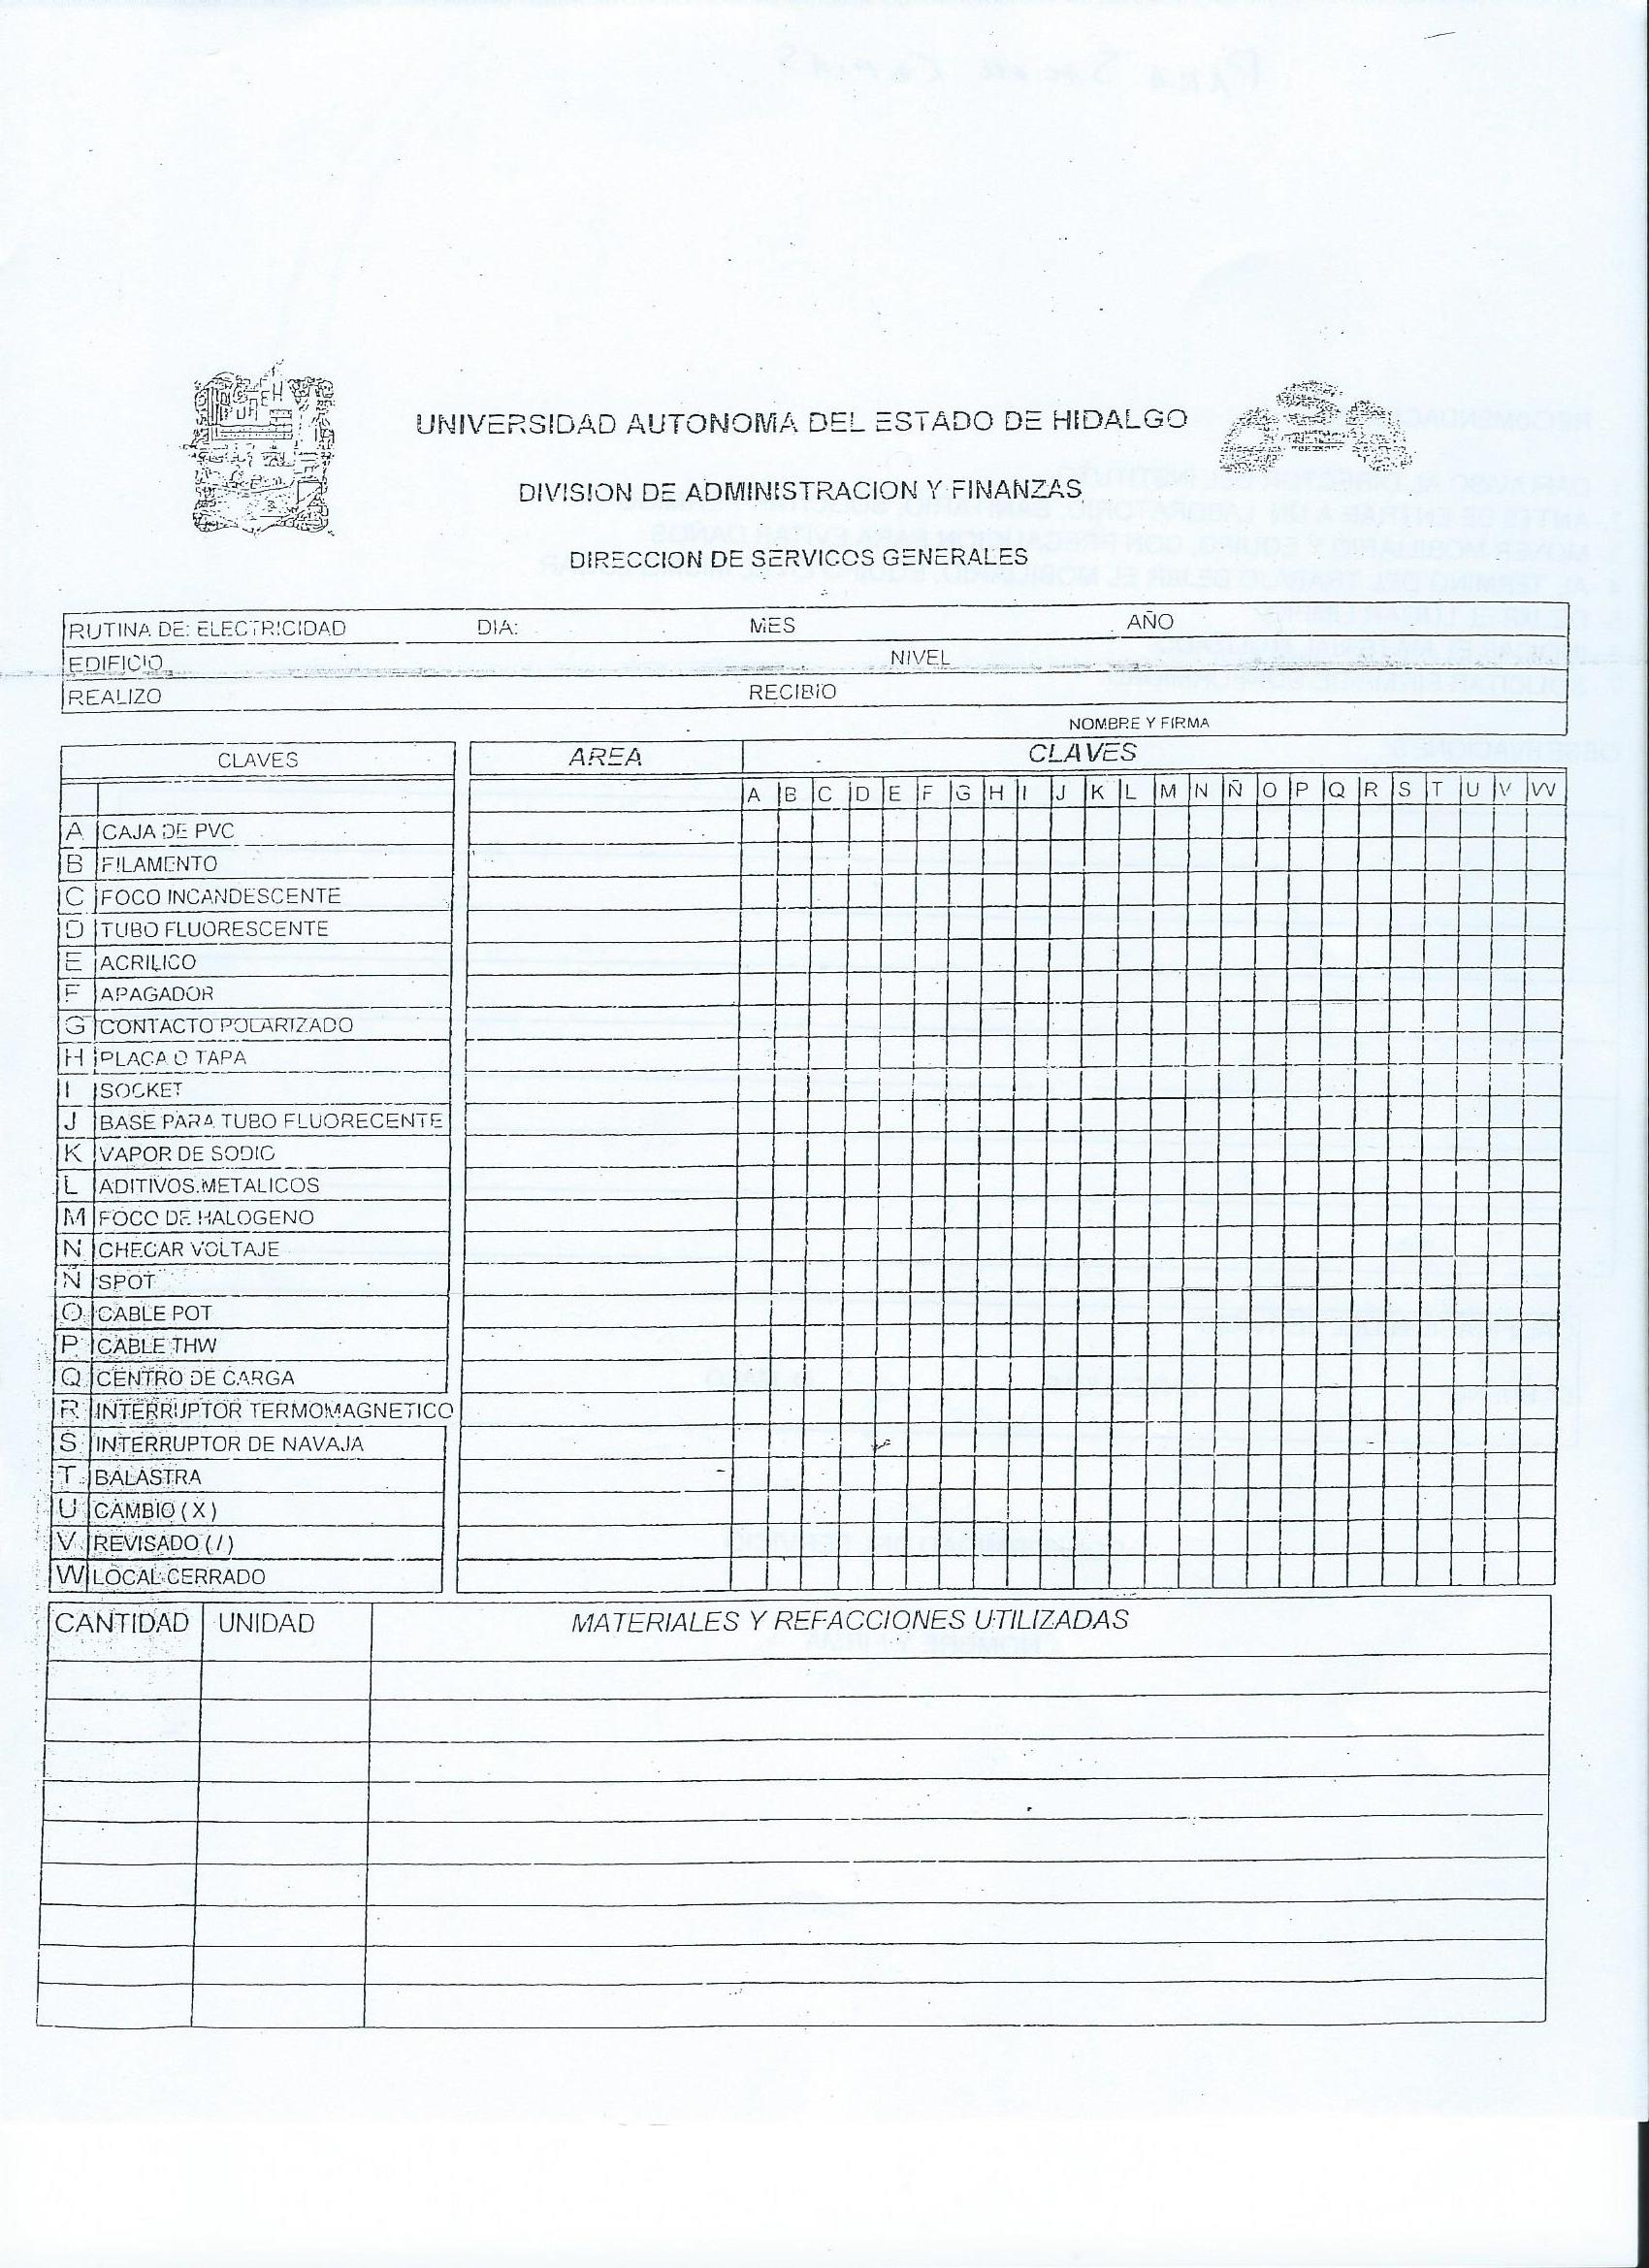 UNIVERSIDAD AUTONOMA DEL ESTADO DE HIDALGO
DIVISION DE ADMINISTRACION Y FINANZAS
DIRECCION DE SERVICOS GENERALES
RUTINA DE: ELECTRICIDAD DIA: MES AÑO
EDIFICIO NIVEL
REALIZO RECIBIO
NOMBRE Y FIRMA
CLAVES AREA CLAVES
A B C D E F G H I J K L M N Ñ O P Q R S T U V W
A CAJA DE PVC
B FILAMENTO
C FOCO INCANDESCENTE
D TUBO FLUORESCENTE
E ACRILICO
F APAGADOR
G CONTACTO POLARIZADO
H PLACA O TAPA
I SOCKET
J BASE PARA TUBO FLUORECENTE
K VAPOR DE SODIO
L ADITIVOS.METALICOS
M FOCO DE HALOGENO
N CHECAR VOLTAJE
Ñ SPOT
O CABLE POT
P CABLE THW
Q CENTRO DE CARGA
R INTERRUPTOR TERMOMAGNETICO
S INTERRUPTOR DE NAVAJA
T BALASTRA
U CAMBIO ( X )
V REVISADO ( / )
W LOCAL CERRADO
CANTIDAD UNIDAD MATERIALES Y REFACCIONES UTILIZADAS